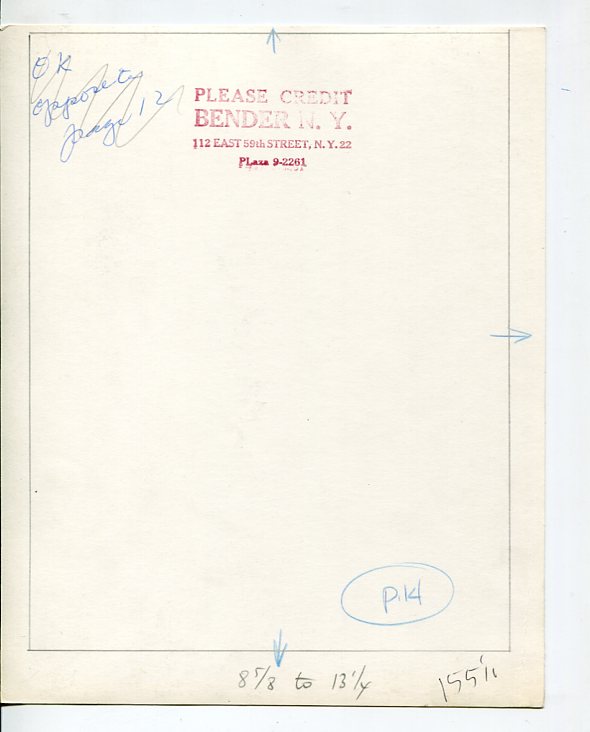 OK
opposite
page 12
PLEASE CREDIT
BENDER N. Y.
112 EAST 59th STREET, N. Y. 22
PLaza 9-2261
P.14
8 5/8 to 13 1/4